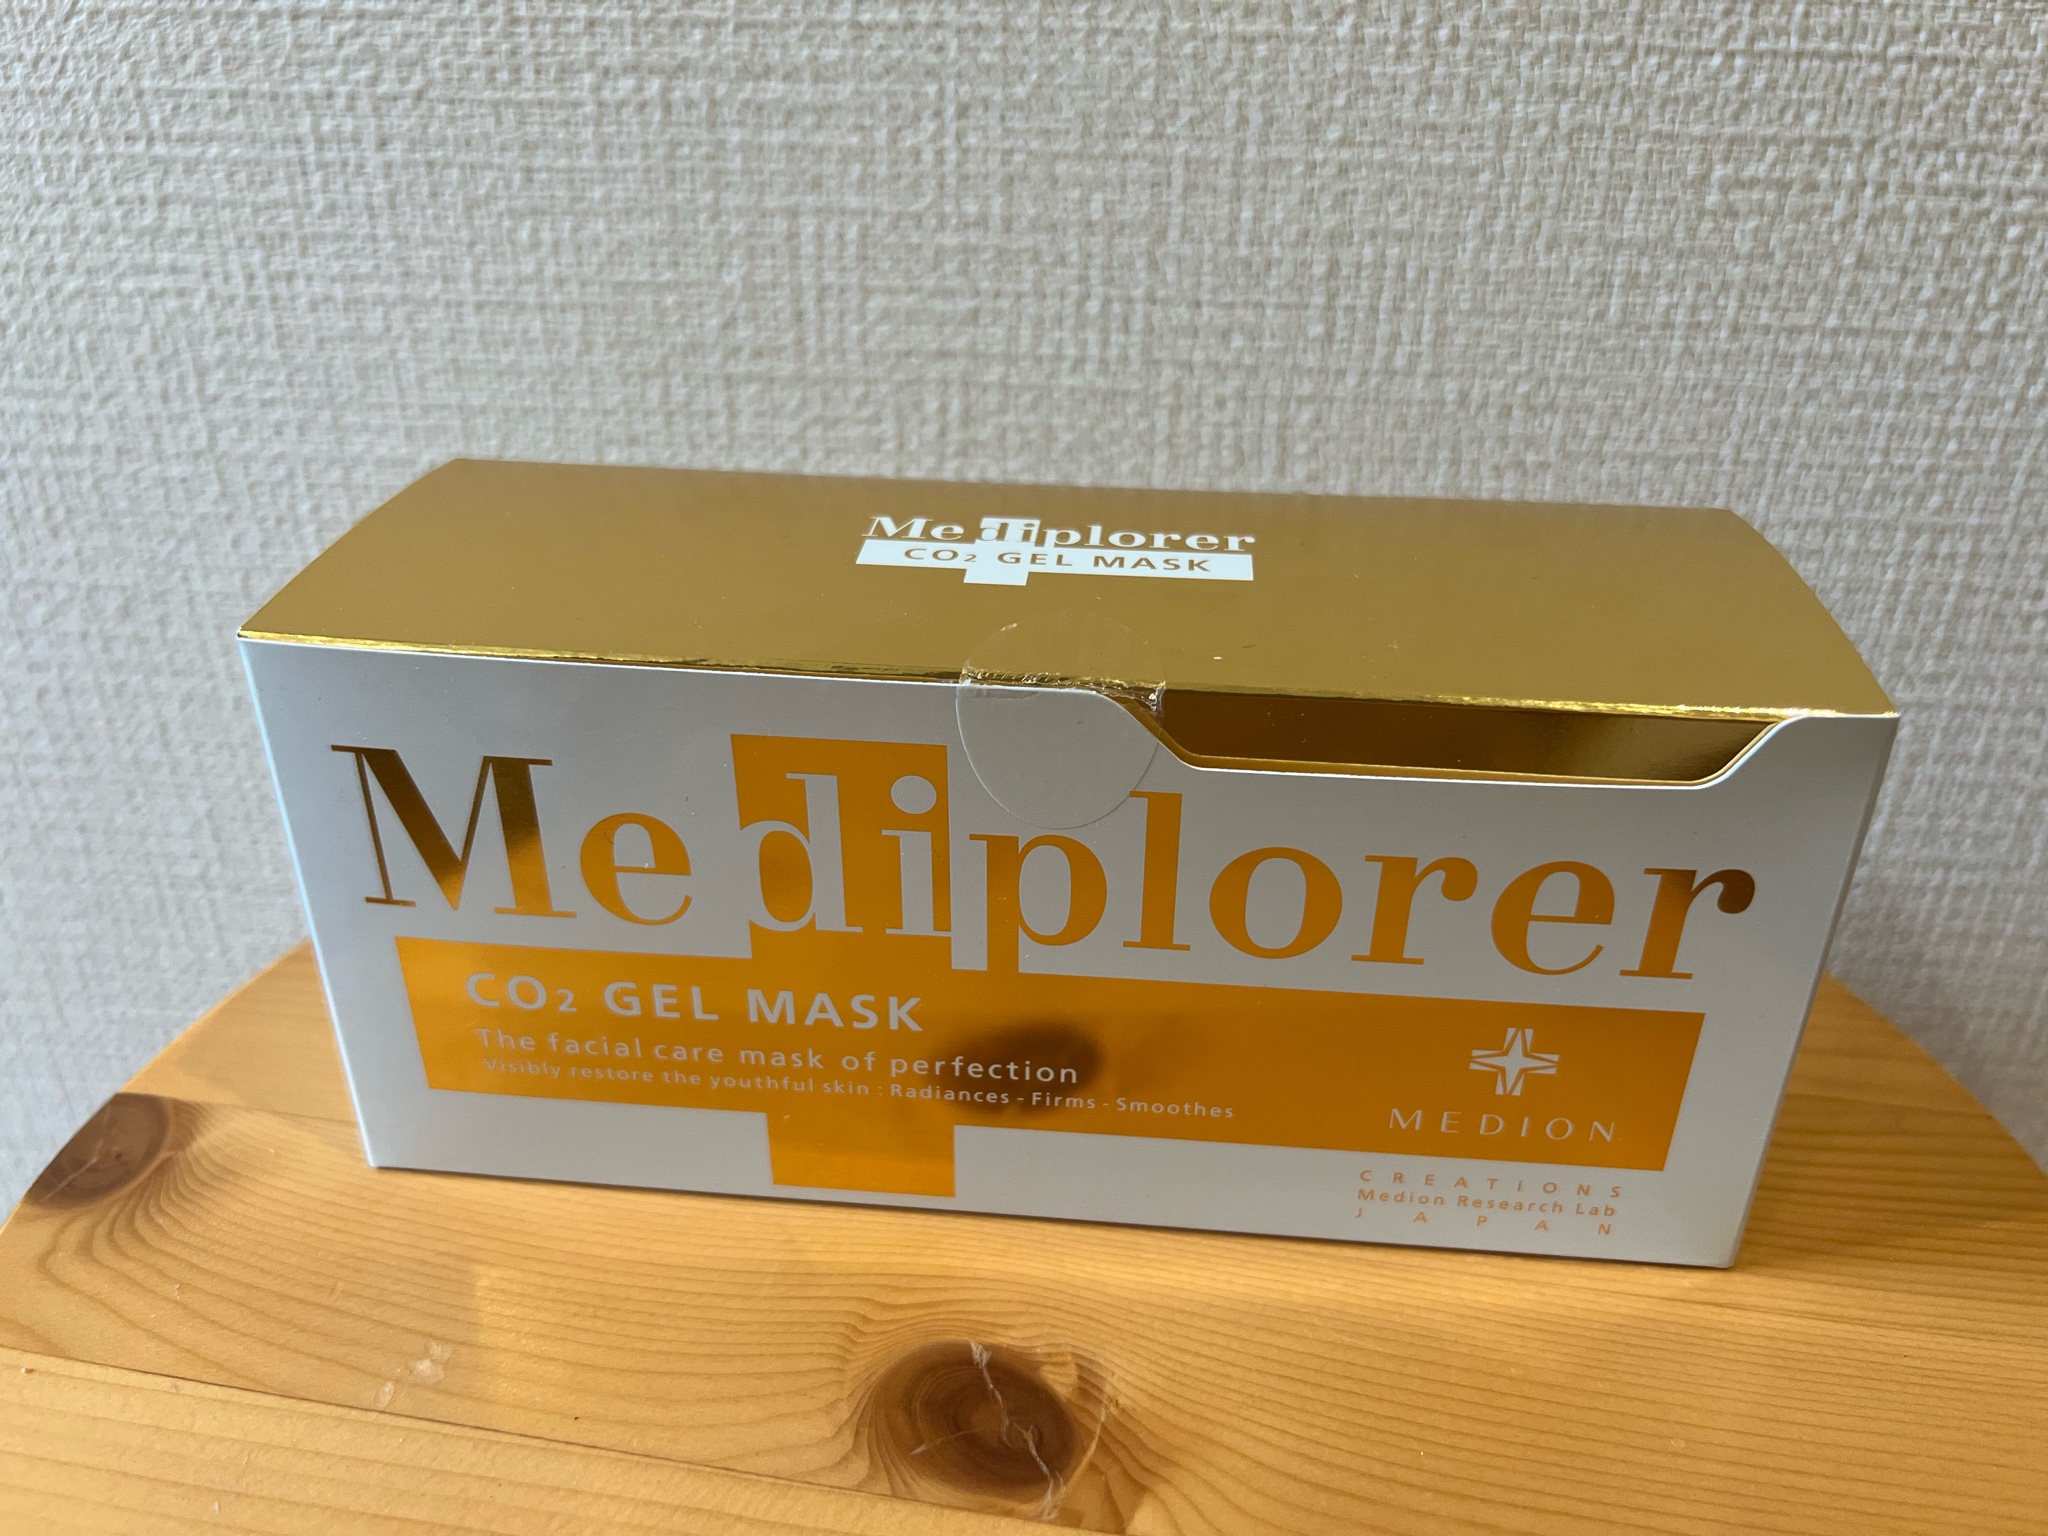 Mediplorer
CO₂ GEL MASK
Mediplorer
CO₂ GEL MASK
The facial care mask of perfection
Visibly restore the youthful skin : Radiances - Firms - Smoothes
MEDION
CREATIONS
Medion Research Lab
JAPAN